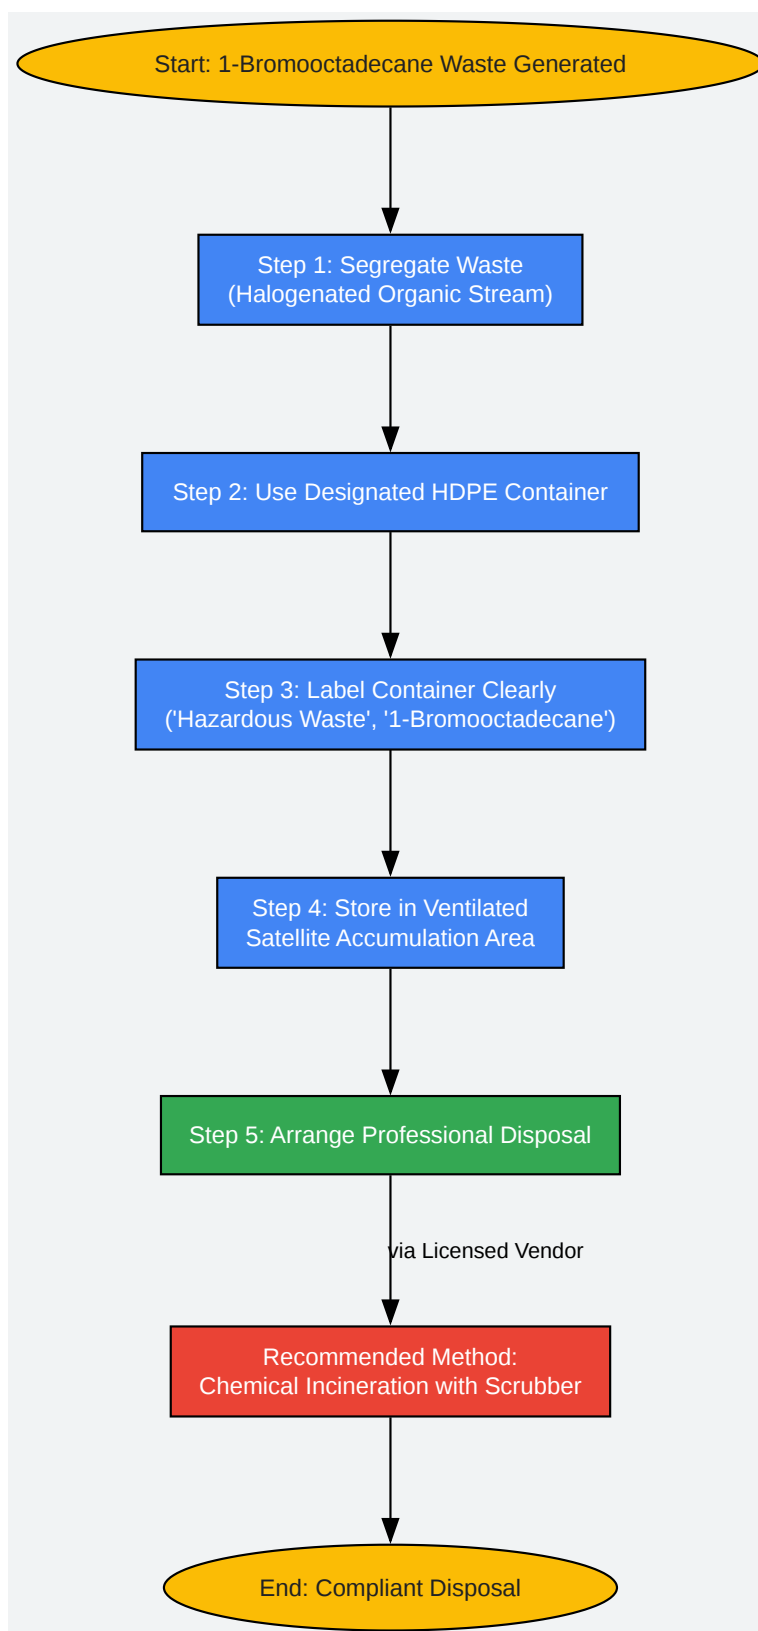 Start: 1-Bromooctadecane Waste Generated
Step 1: Segregate Waste
(Halogenated Organic Stream)
Step 2: Use Designated HDPE Container
Step 3: Label Container Clearly
('Hazardous Waste', '1-Bromooctadecane')
Step 4: Store in Ventilated
Satellite Accumulation Area
Step 5: Arrange Professional Disposal
via Licensed Vendor
Recommended Method:
Chemical Incineration with Scrubber
End: Compliant Disposal